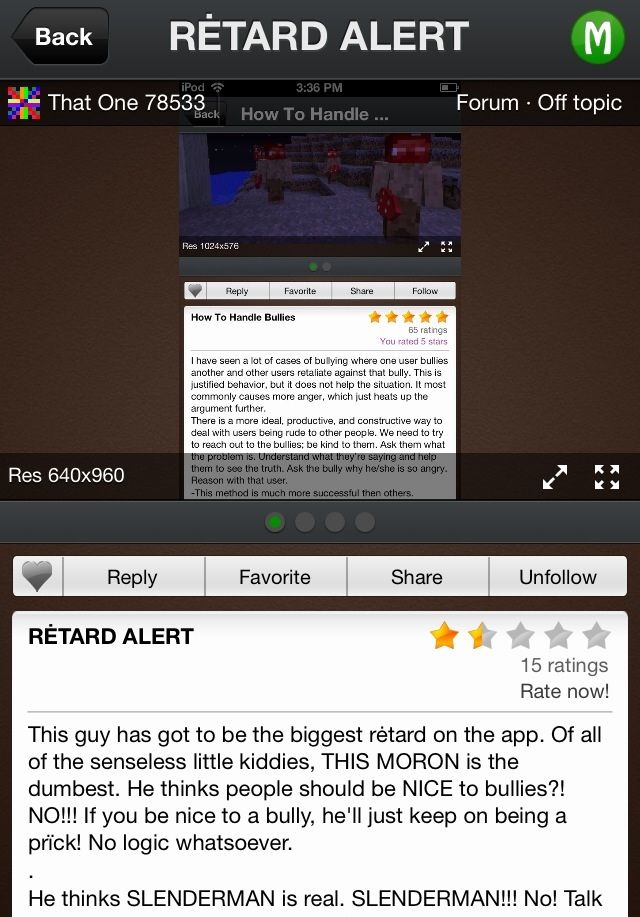 Back
RĖTARD ALERT
M
iPod
3:36 PM
That One 78533
Forum · Off topic
Back
How To Handle ...
Res 1024x576
Reply
Favorite
Share
Follow
How To Handle Bullies
65 ratings
You rated 5 stars
I have seen a lot of cases of bullying where one user bullies
another and other users retaliate against that bully. This is
justified behavior, but it does not help the situation. It most
commonly causes more anger, which just heats up the
argument further.
There is a more ideal, productive, and constructive way to
deal with users being rude to other people. We need to try
to reach out to the bullies; be kind to them. Ask them what
the problem is. Understand what they're saying and help
them to see the truth. Ask the bully why he/she is so angry.
Reason with that user.
-This method is much more successful then others.
Res 640x960
Reply
Favorite
Share
Unfollow
RĖTARD ALERT
15 ratings
Rate now!
This guy has got to be the biggest rėtard on the app. Of all
of the senseless little kiddies, THIS MORON is the
dumbest. He thinks people should be NICE to bullies?!
NO!!! If you be nice to a bully, he'll just keep on being a
prïck! No logic whatsoever.
.
He thinks SLENDERMAN is real. SLENDERMAN!!! No! Talk